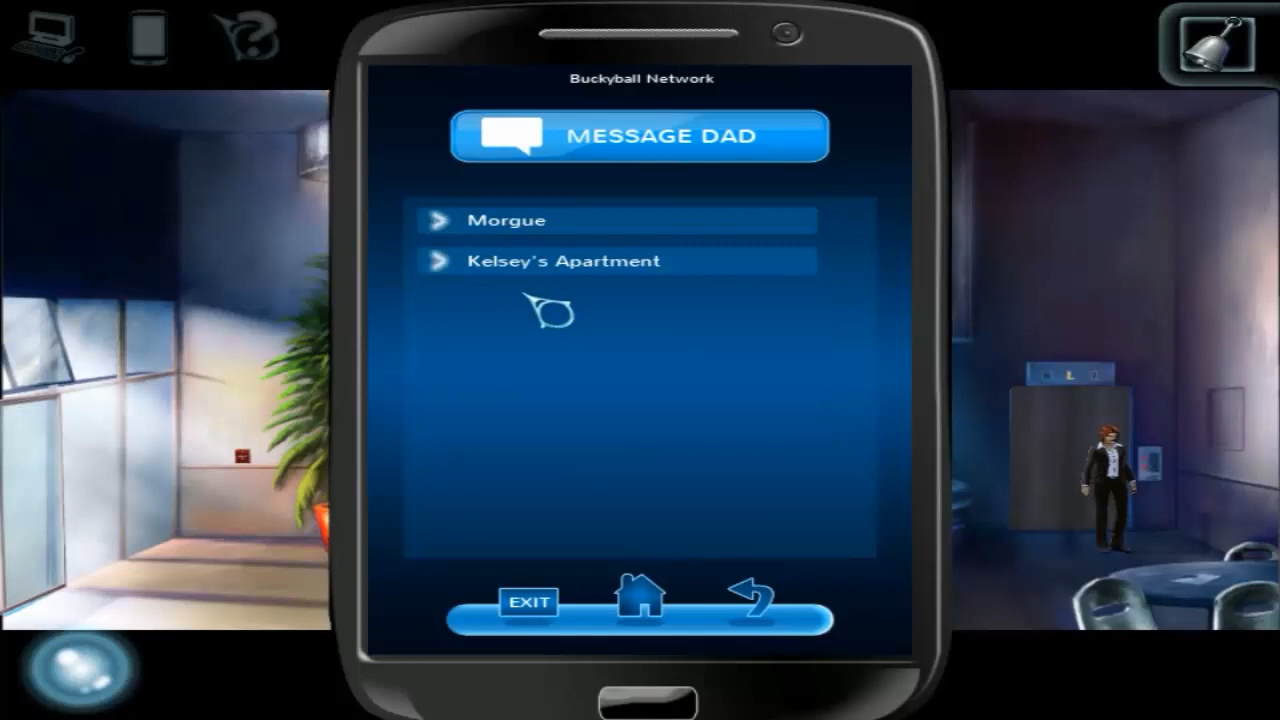 Buckyball Network
MESSAGE DAD
Morgue
Kelsey's Apartment
L
EXIT